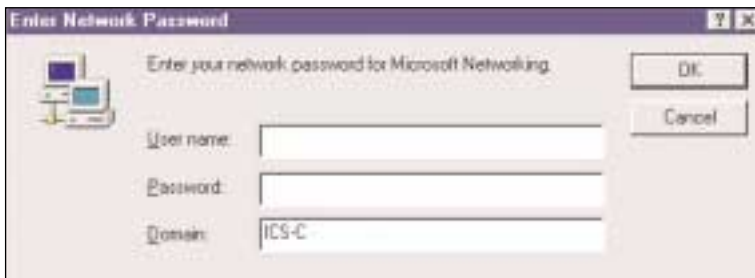 Enter Network Password
Enter your network password for Microsoft Networking.
OK
Cancel
User name:
Password:
Domain:
ICS-C